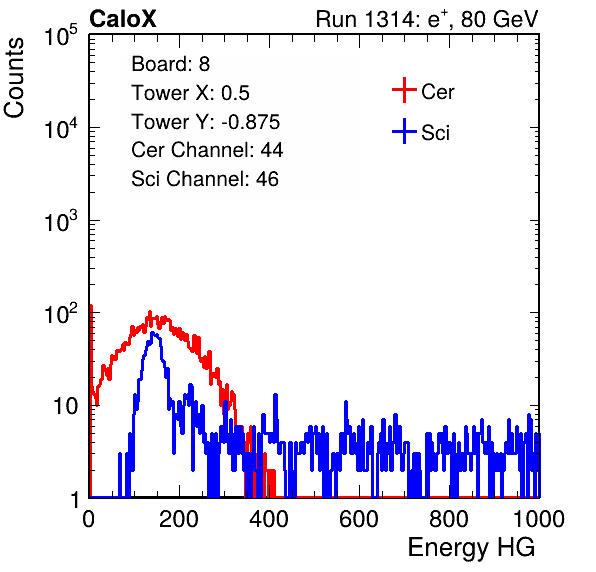 CaloX Run 1314: e⁺, 80 GeV
Counts
Board: 8
Tower X: 0.5
Tower Y: -0.875
Cer Channel: 44
Sci Channel: 46
Cer
Sci
10⁵
10⁴
10³
10²
10
1
0 200 400 600 800 1000
Energy HG